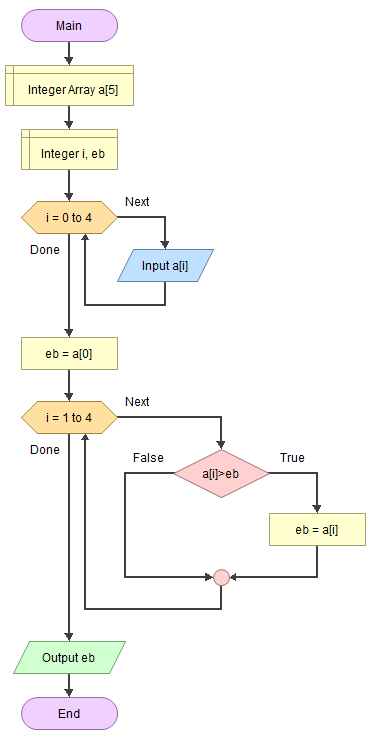 Main
Integer Array a[5]
Integer i, eb
i = 0 to 4
Next
Done
Input a[i]
eb = a[0]
i = 1 to 4
Next
Done
False
True
a[i]>eb
eb = a[i]
Output eb
End